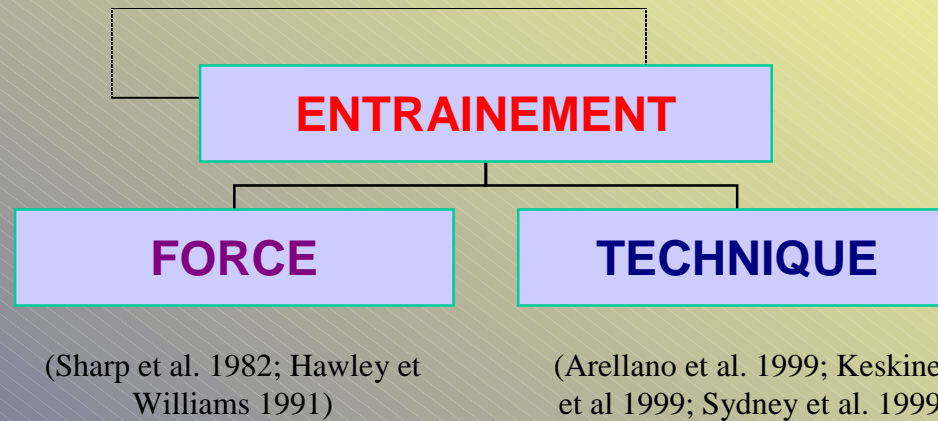 ENTRAINEMENT
FORCE
TECHNIQUE
(Sharp et al. 1982; Hawley et
Williams 1991)
(Arellano et al. 1999; Keskine
et al 1999; Sydney et al. 1999